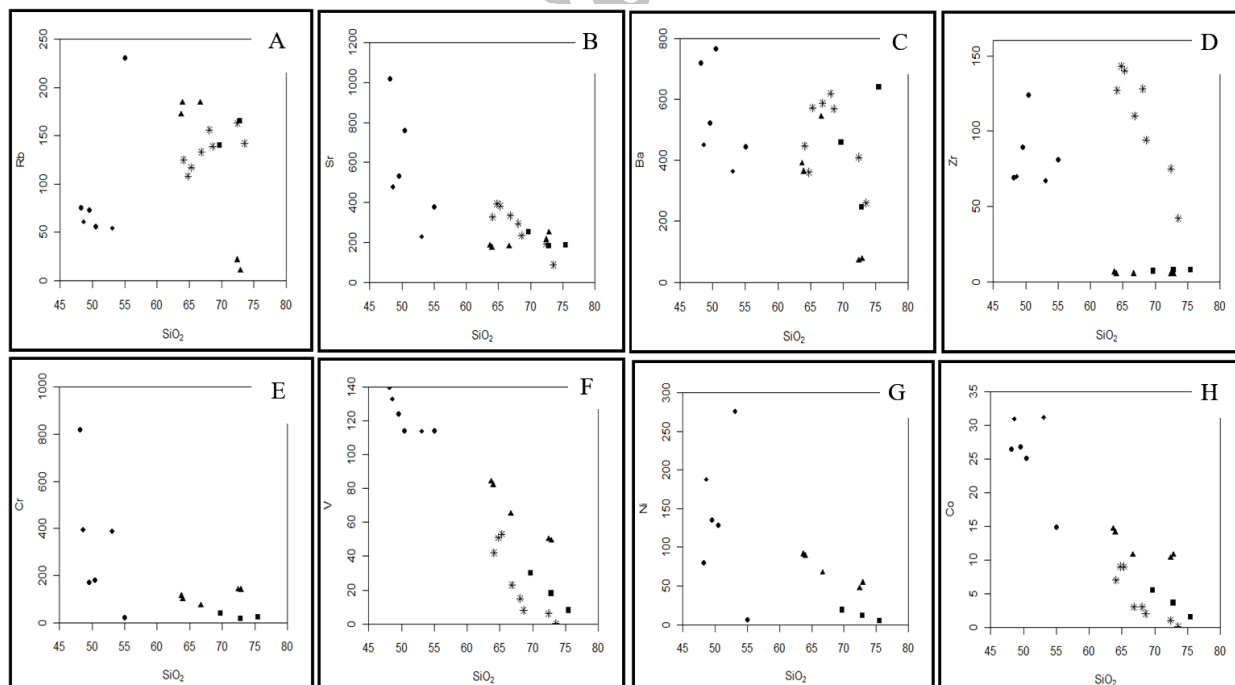 A
Rb
0 50 100 150 200 250
45 50 55 60 65 70 75 80
SiO₂
B
Sr
0 200 400 600 800 1000 1200
45 50 55 60 65 70 75 80
SiO₂
C
Ba
0 200 400 600 800
45 50 55 60 65 70 75 80
SiO₂
D
Zr
0 50 100 150
45 50 55 60 65 70 75 80
SiO₂
E
Cr
0 200 400 600 800 1000
45 50 55 60 65 70 75 80
SiO₂
F
V
0 20 40 60 80 100 120 140
45 50 55 60 65 70 75 80
SiO₂
G
Ni
0 50 100 150 200 250 300
45 50 55 60 65 70 75 80
SiO₂
H
Co
0 5 10 15 20 25 30 35
45 50 55 60 65 70 75 80
SiO₂